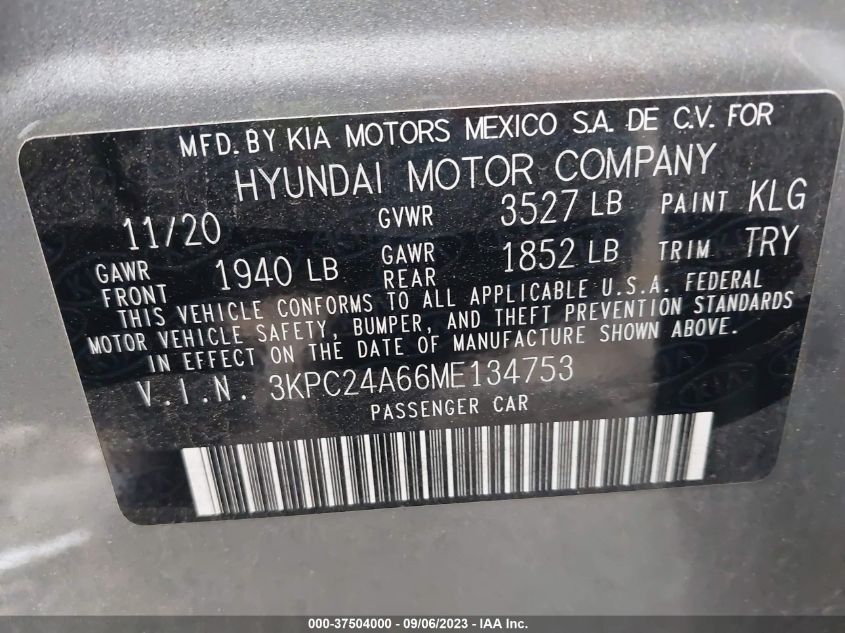 MFD. BY KIA MOTORS MEXICO S.A. DE C.V. FOR
HYUNDAI MOTOR COMPANY
11/20 GVWR 3527 LB PAINT KLG
GAWR FRONT 1940 LB GAWR REAR 1852 LB TRIM TRY
THIS VEHICLE CONFORMS TO ALL APPLICABLE U.S.A. FEDERAL
MOTOR VEHICLE SAFETY, BUMPER, AND THEFT PREVENTION STANDARDS
IN EFFECT ON THE DATE OF MANUFACTURE SHOWN ABOVE.
V.I.N. 3KPC24A66ME134753
PASSENGER CAR
000-37504000 - 09/06/2023 - IAA Inc.